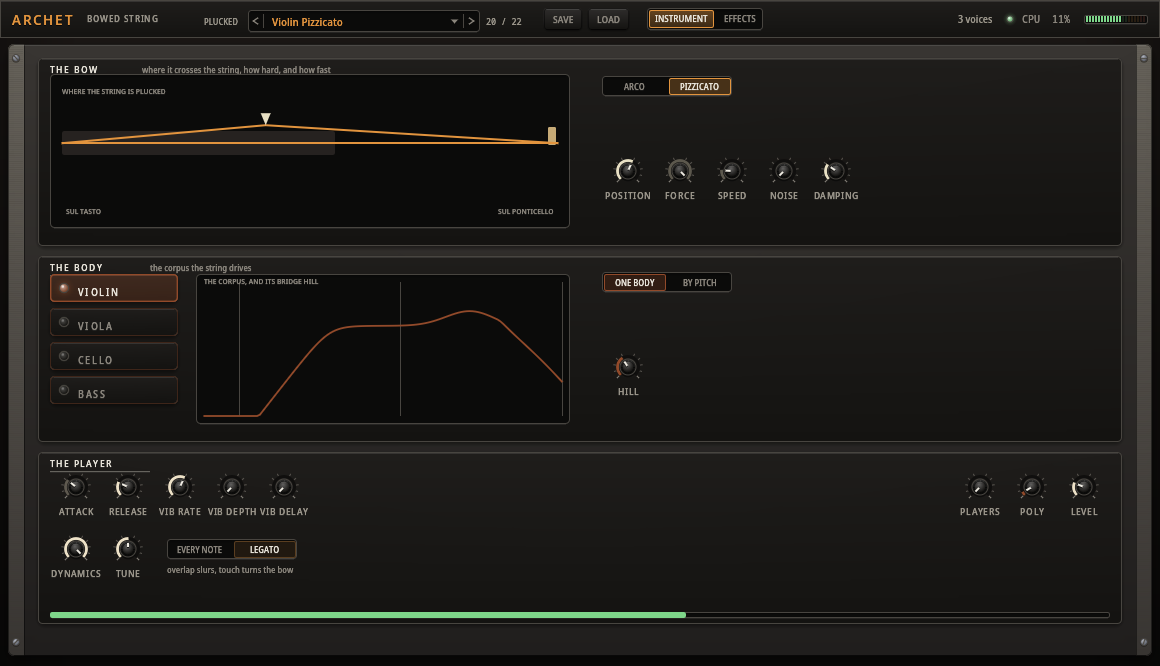 ARCHET BOWED STRING PLUCKED < Violin Pizzicato > 20 / 22 SAVE LOAD INSTRUMENT EFFECTS 3 voices CPU 11%
THE BOW where it crosses the string, how hard, and how fast
WHERE THE STRING IS PLUCKED
ARCO PIZZICATO
POSITION FORCE SPEED NOISE DAMPING
SUL TASTO SUL PONTICELLO
THE BODY the corpus the string drives
THE CORPUS, AND ITS BRIDGE HILL
ONE BODY BY PITCH
VIOLIN
VIOLA
CELLO
BASS
HILL
THE PLAYER
ATTACK RELEASE VIB RATE VIB DEPTH VIB DELAY PLAYERS POLY LEVEL
EVERY NOTE LEGATO
DYNAMICS TUNE overlap slurs, touch turns the bow